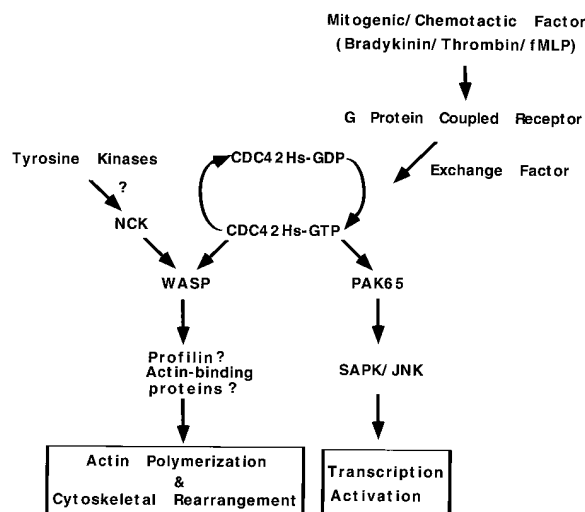 Mitogenic/ Chemotactic Factor
(Bradykinin/ Thrombin/ fMLP)
G Protein Coupled Receptor
Tyrosine Kinases
CDC42Hs-GDP
Exchange Factor
?
NCK
CDC42Hs-GTP
WASP
PAK65
Profilin?
Actin-binding
proteins ?
SAPK/ JNK
Actin Polymerization
&
Cytoskeletal Rearrangement
Transcription
Activation